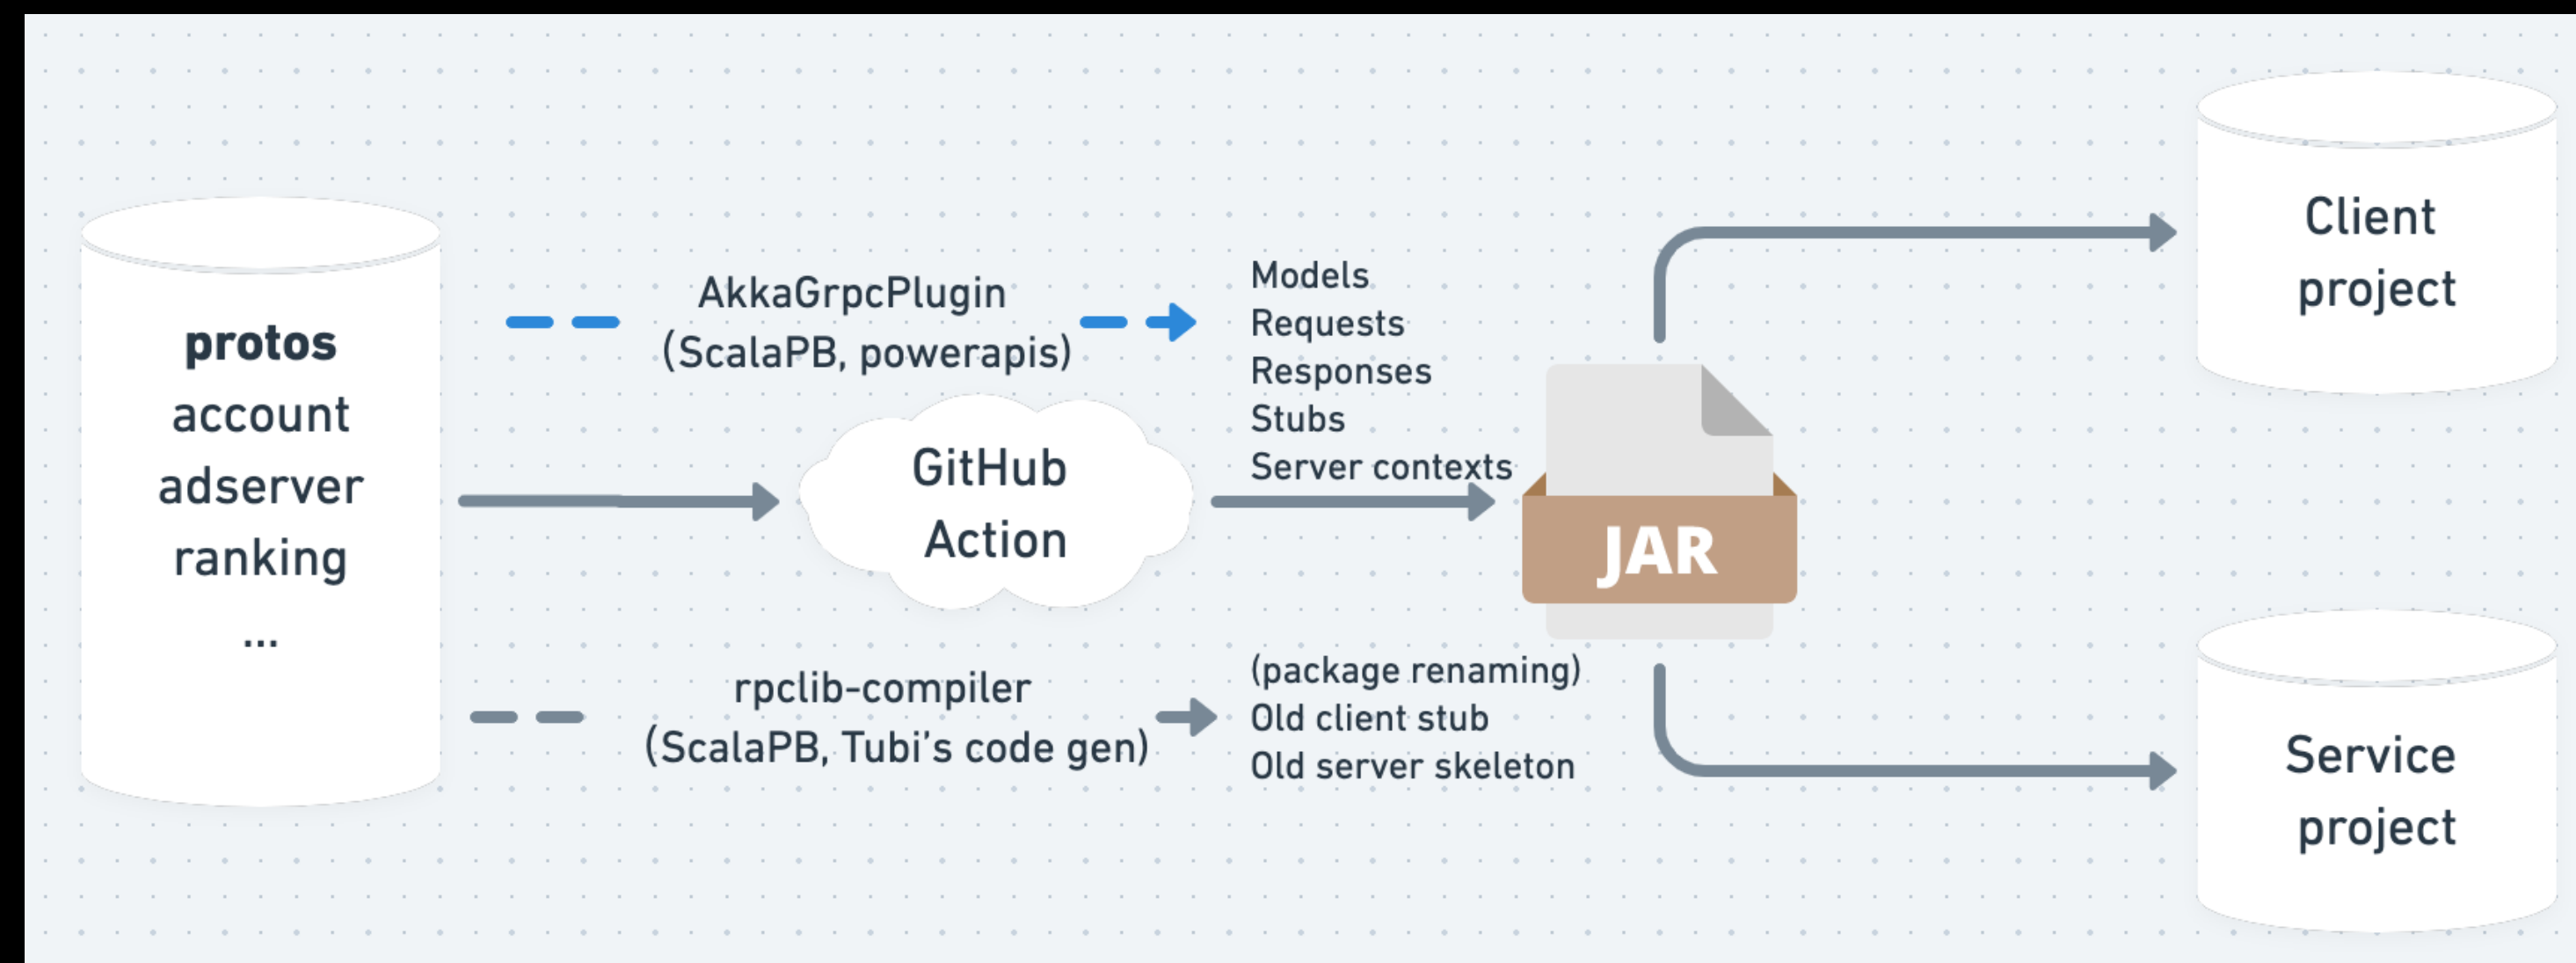 protos
account
adserver
ranking
...
AkkaGrpcPlugin
(ScalaPB, powerapis)
GitHub
Action
rpclib-compiler
(ScalaPB, Tubi's code gen)
Models
Requests
Responses
Stubs
Server contexts
(package renaming)
Old client stub
Old server skeleton
JAR
Client
project
Service
project